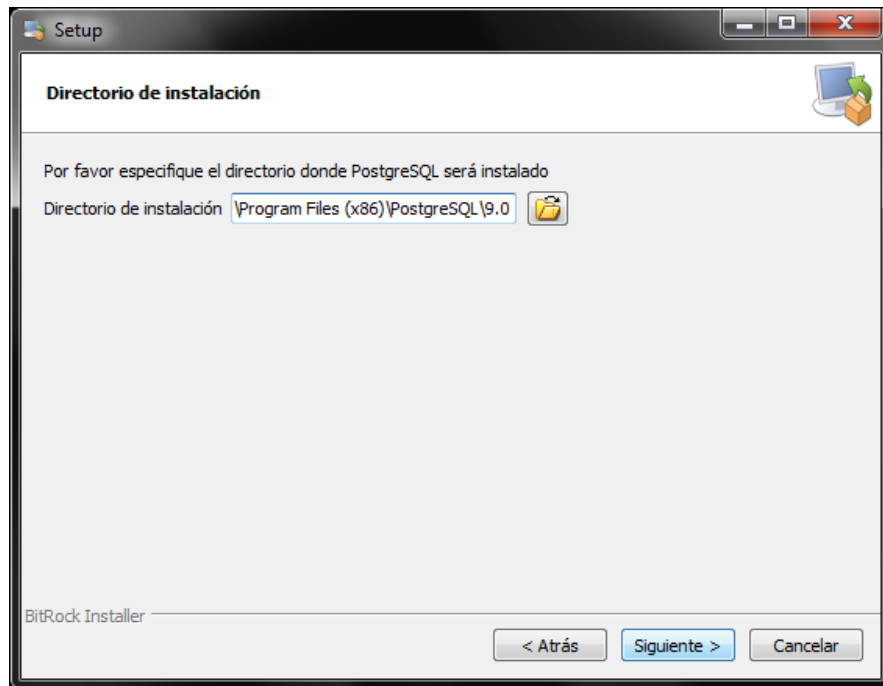 Setup
Directorio de instalación
Por favor especifique el directorio donde PostgreSQL será instalado
Directorio de instalación \Program Files (x86)\PostgreSQL\9.0
BitRock Installer
< Atrás Siguiente > Cancelar